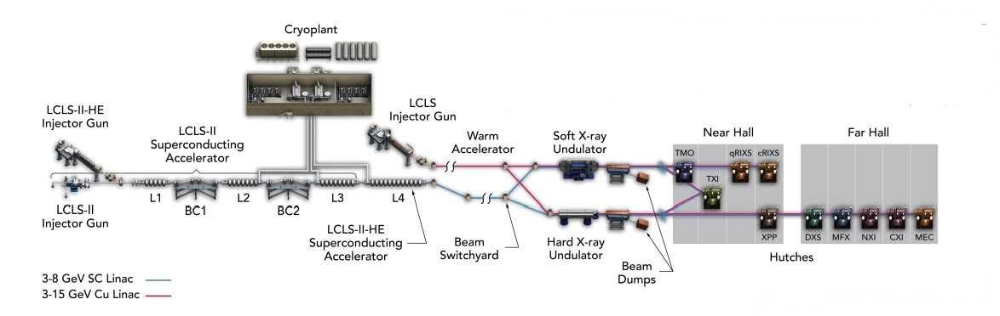 Cryoplant
LCLS-II-HE
Injector Gun
LCLS
Injector Gun
LCLS-II
Superconducting
Accelerator
Warm
Accelerator
Soft X-ray
Undulator
Near Hall
Far Hall
TMO
qRIXS
cRIXS
TXI
LCLS-II
Injector Gun
L1
BC1
L2
BC2
L3
L4
LCLS-II-HE
Superconducting
Accelerator
Beam
Switchyard
Hard X-ray
Undulator
Beam
Dumps
XPP
DXS
MFX
NXI
CXI
MEC
Hutches
3-8 GeV SC Linac
3-15 GeV Cu Linac